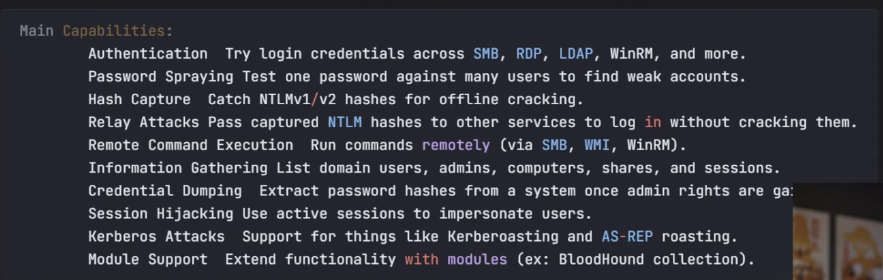 Main Capabilities:
Authentication Try login credentials across SMB, RDP, LDAP, WinRM, and more.
Password Spraying Test one password against many users to find weak accounts.
Hash Capture Catch NTLMv1/v2 hashes for offline cracking.
Relay Attacks Pass captured NTLM hashes to other services to log in without cracking them.
Remote Command Execution Run commands remotely (via SMB, WMI, WinRM).
Information Gathering List domain users, admins, computers, shares, and sessions.
Credential Dumping Extract password hashes from a system once admin rights are
Session Hijacking Use active sessions to impersonate users.
Kerberos Attacks Support for things like Kerberoasting and AS-REP roasting.
Module Support Extend functionality with modules (ex: BloodHound collection).